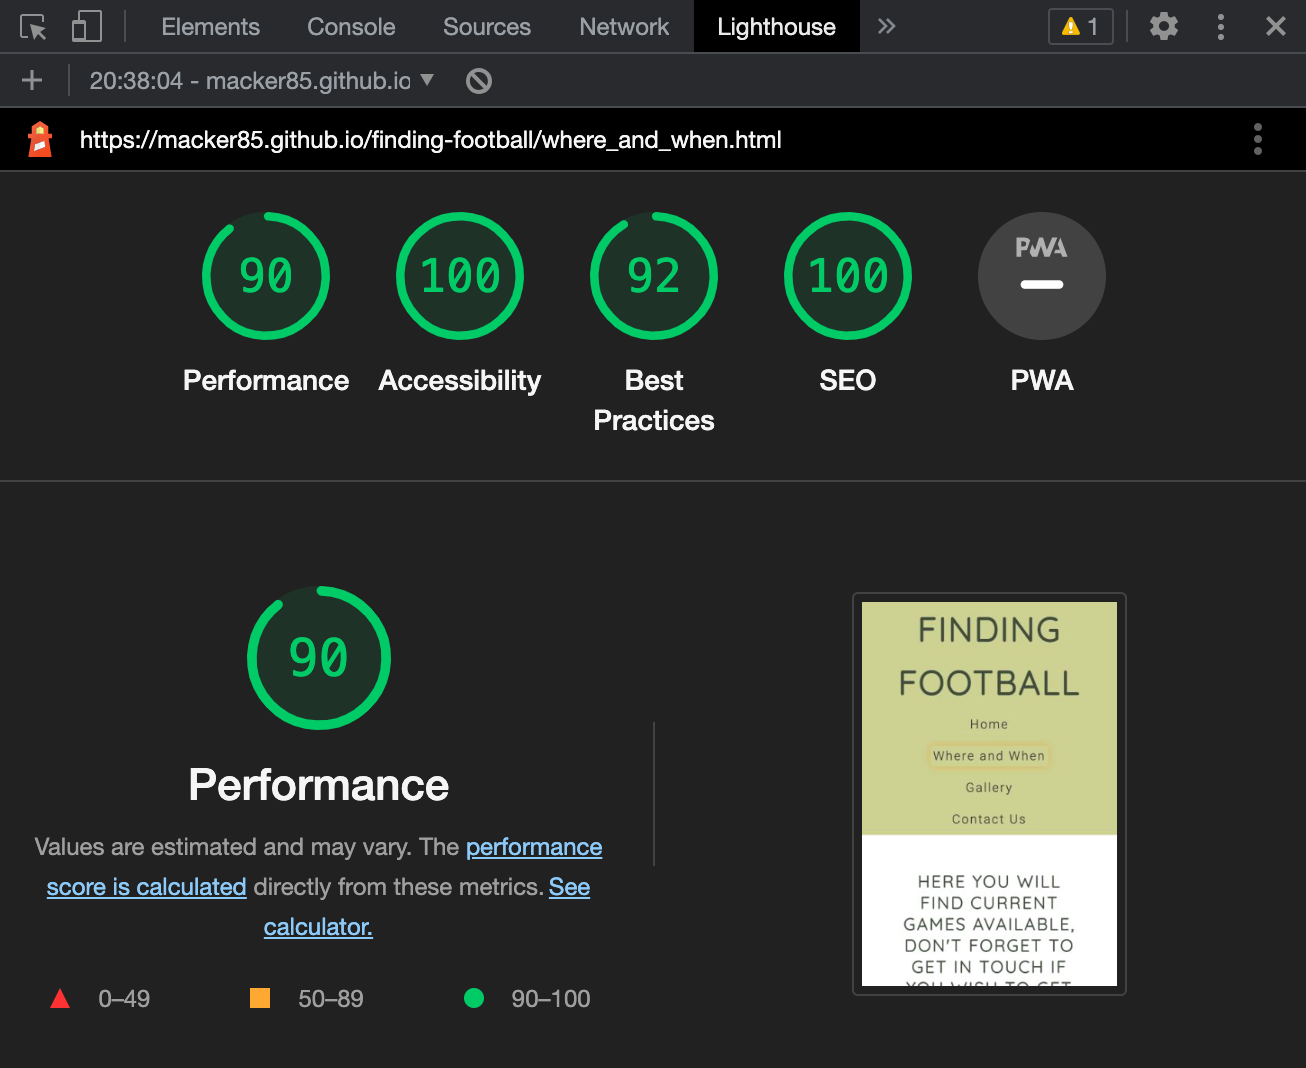 Elements Console Sources Network Lighthouse 1
20:38:04 - macker85.github.io
https://macker85.github.io/finding-football/where_and_when.html
90 100 92 100 PWA
Performance Accessibility Best Practices SEO PWA
90
Performance
Values are estimated and may vary. The performance
score is calculated directly from these metrics. See
calculator.
0–49 50–89 90–100
FINDING
FOOTBALL
Home
Where and When
Gallery
Contact Us
HERE YOU WILL
FIND CURRENT
GAMES AVAILABLE,
DON'T FORGET TO
GET IN TOUCH IF
YOU WISH TO GET